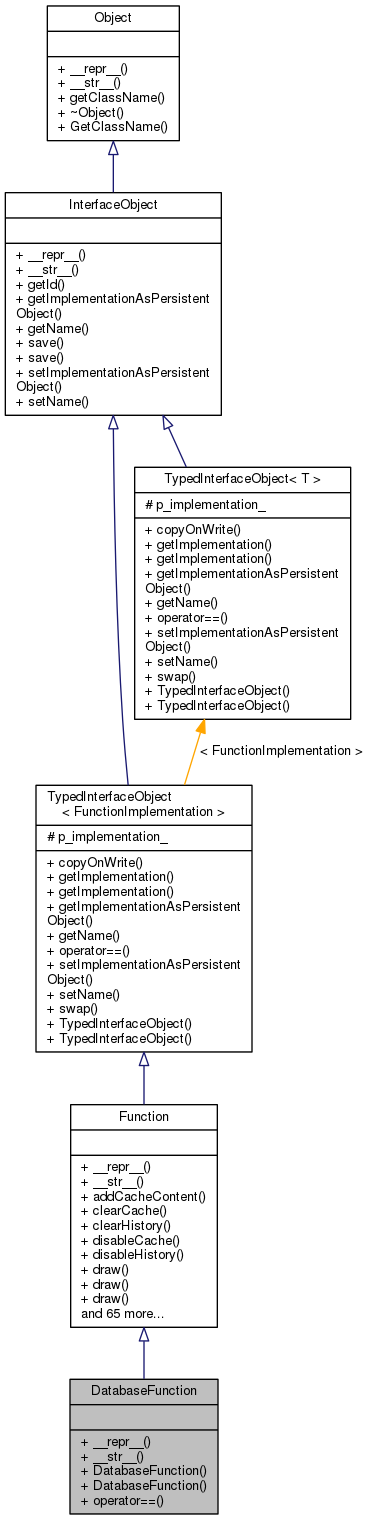 Object
+ __repr__()
+ __str__()
+ getClassName()
+ ~Object()
+ GetClassName()
InterfaceObject
+ __repr__()
+ __str__()
+ getId()
+ getImplementationAsPersistent
Object()
+ getName()
+ save()
+ save()
+ setImplementationAsPersistent
Object()
+ setName()
TypedInterfaceObject< T >
# p_implementation_
+ copyOnWrite()
+ getImplementation()
+ getImplementation()
+ getImplementationAsPersistent
Object()
+ getName()
+ operator==()
+ setImplementationAsPersistent
Object()
+ setName()
+ swap()
+ TypedInterfaceObject()
+ TypedInterfaceObject()
< FunctionImplementation >
TypedInterfaceObject
< FunctionImplementation >
# p_implementation_
+ copyOnWrite()
+ getImplementation()
+ getImplementation()
+ getImplementationAsPersistent
Object()
+ getName()
+ operator==()
+ setImplementationAsPersistent
Object()
+ setName()
+ swap()
+ TypedInterfaceObject()
+ TypedInterfaceObject()
Function
+ __repr__()
+ __str__()
+ addCacheContent()
+ clearCache()
+ clearHistory()
+ disableCache()
+ disableHistory()
+ draw()
+ draw()
+ draw()
and 65 more...
DatabaseFunction
+ __repr__()
+ __str__()
+ DatabaseFunction()
+ DatabaseFunction()
+ operator==()